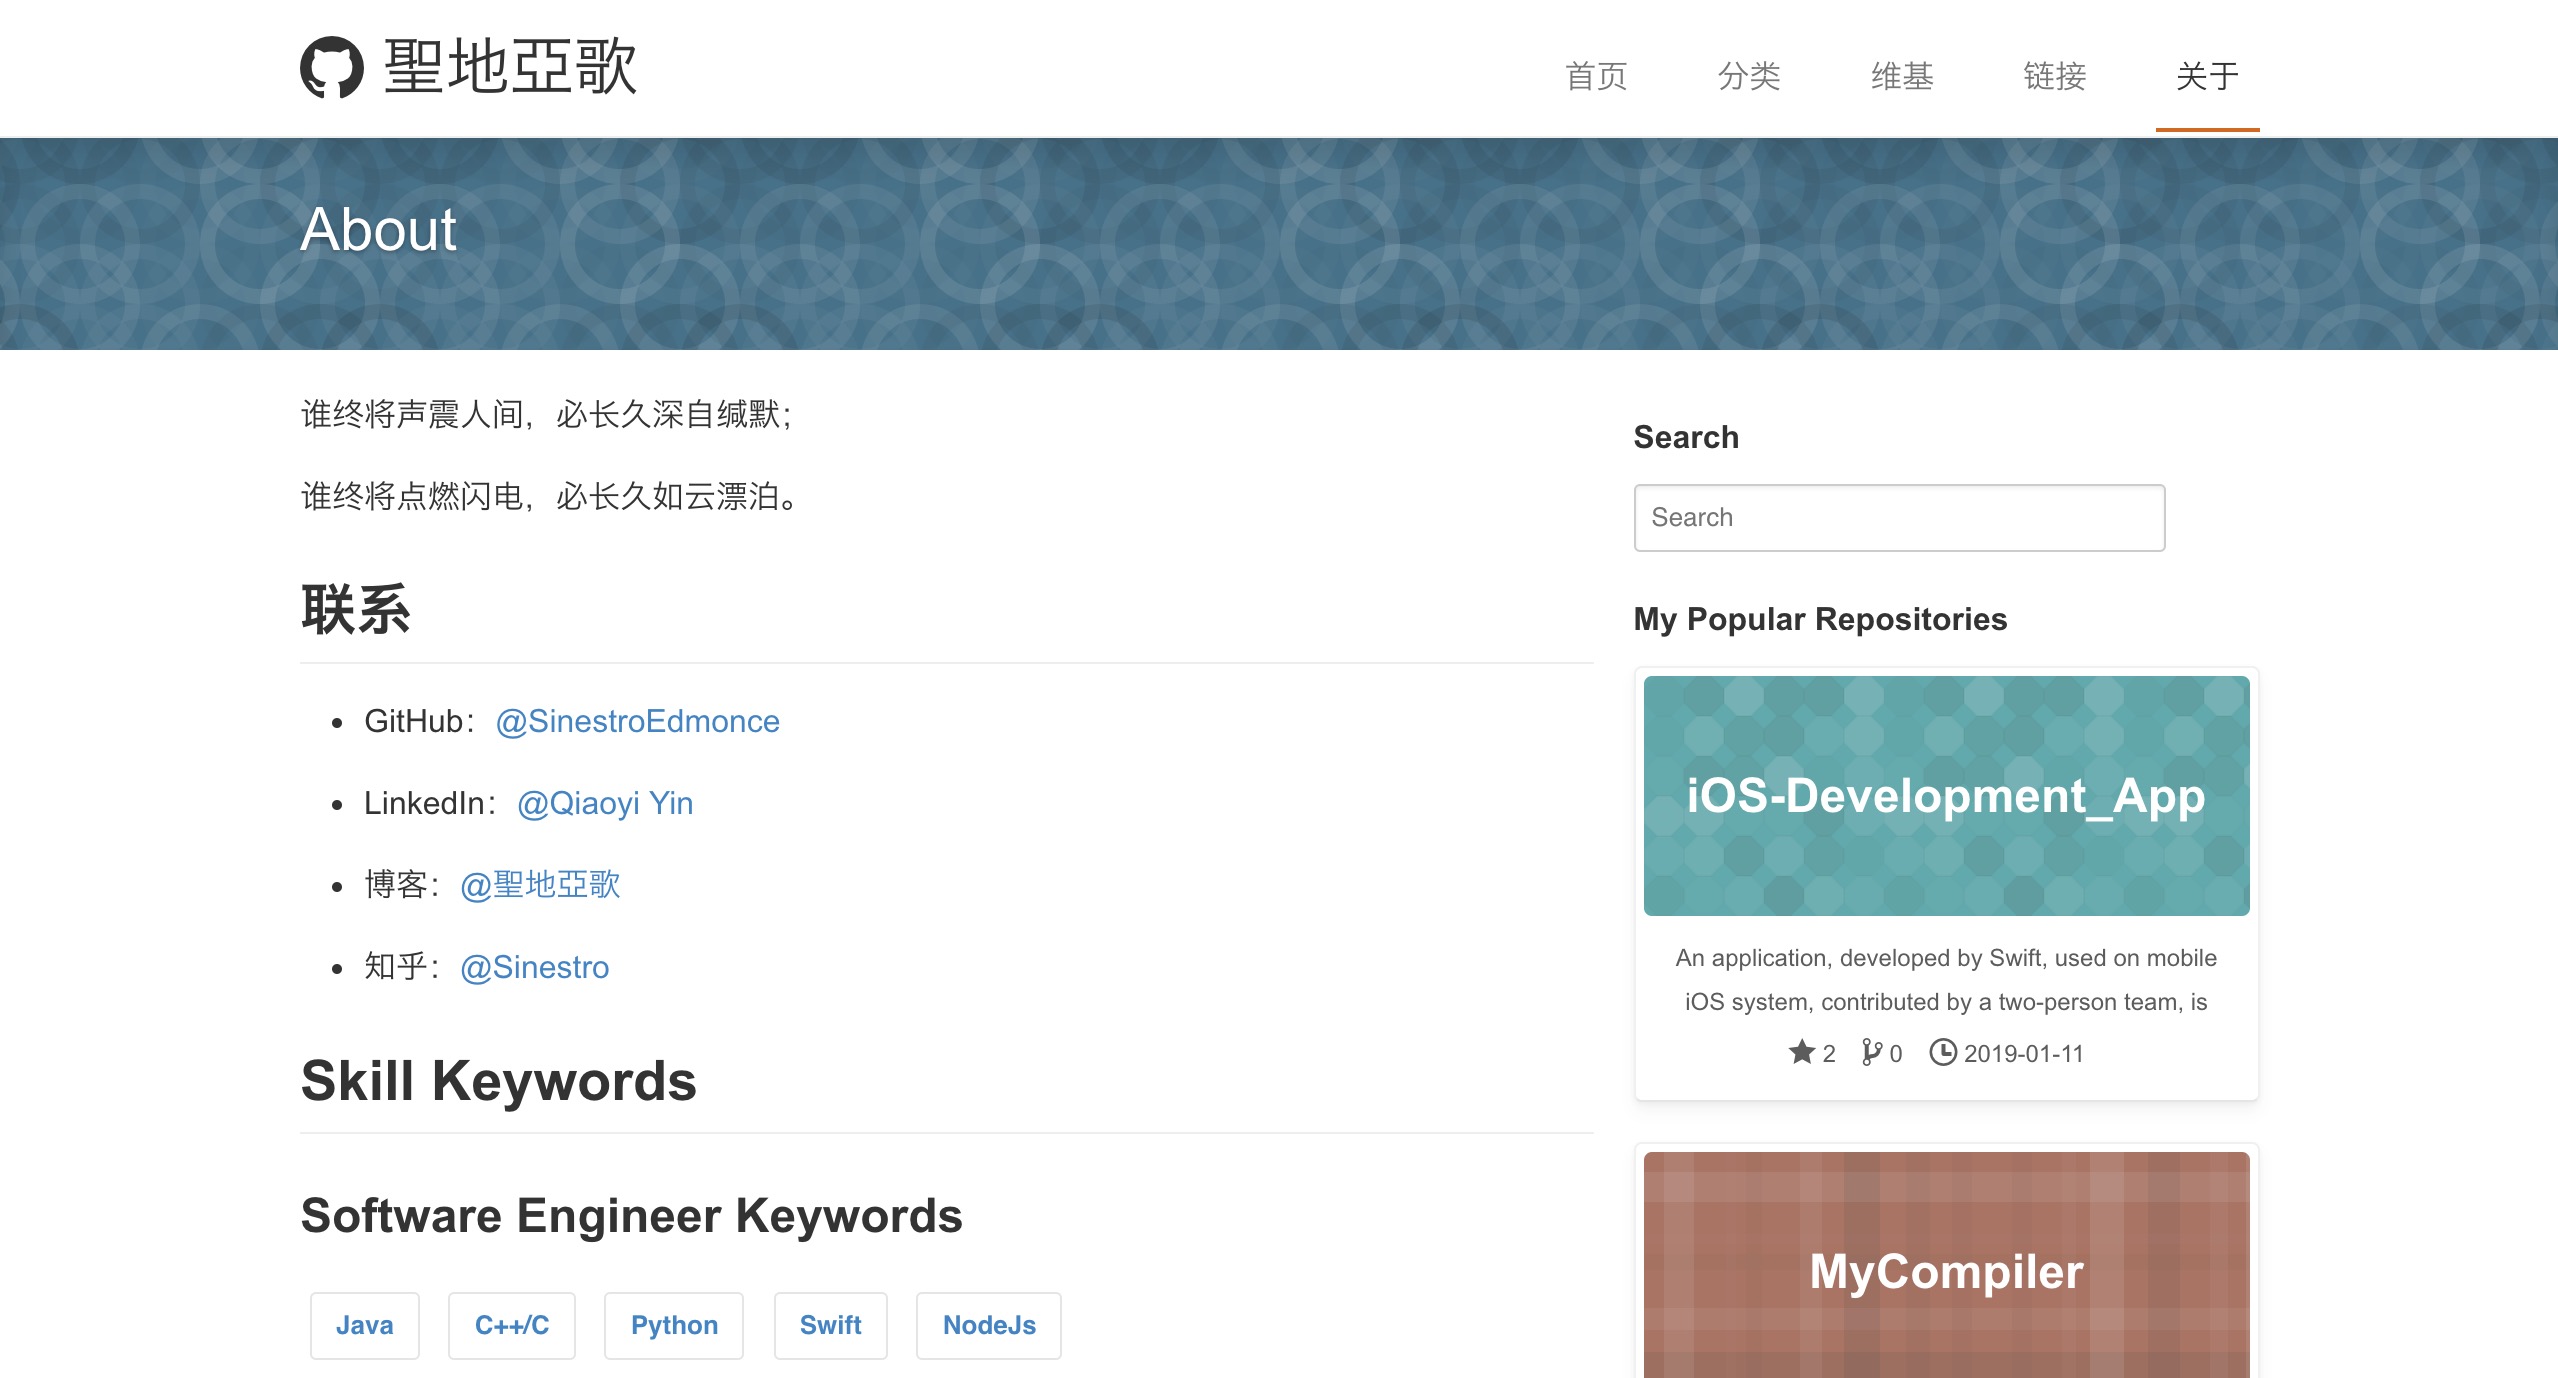 聖地亞歌
首页 分类 维基 链接 关于
About
谁终将声震人间，必长久深自缄默；
谁终将点燃闪电，必长久如云漂泊。
联系
GitHub：@SinestroEdmonce
LinkedIn：@Qiaoyi Yin
博客：@聖地亞歌
知乎：@Sinestro
Skill Keywords
Software Engineer Keywords
Java C++/C Python Swift NodeJs
Search
Search
My Popular Repositories
iOS-Development_App
An application, developed by Swift, used on mobile
iOS system, contributed by a two-person team, is
2 0 2019-01-11
MyCompiler